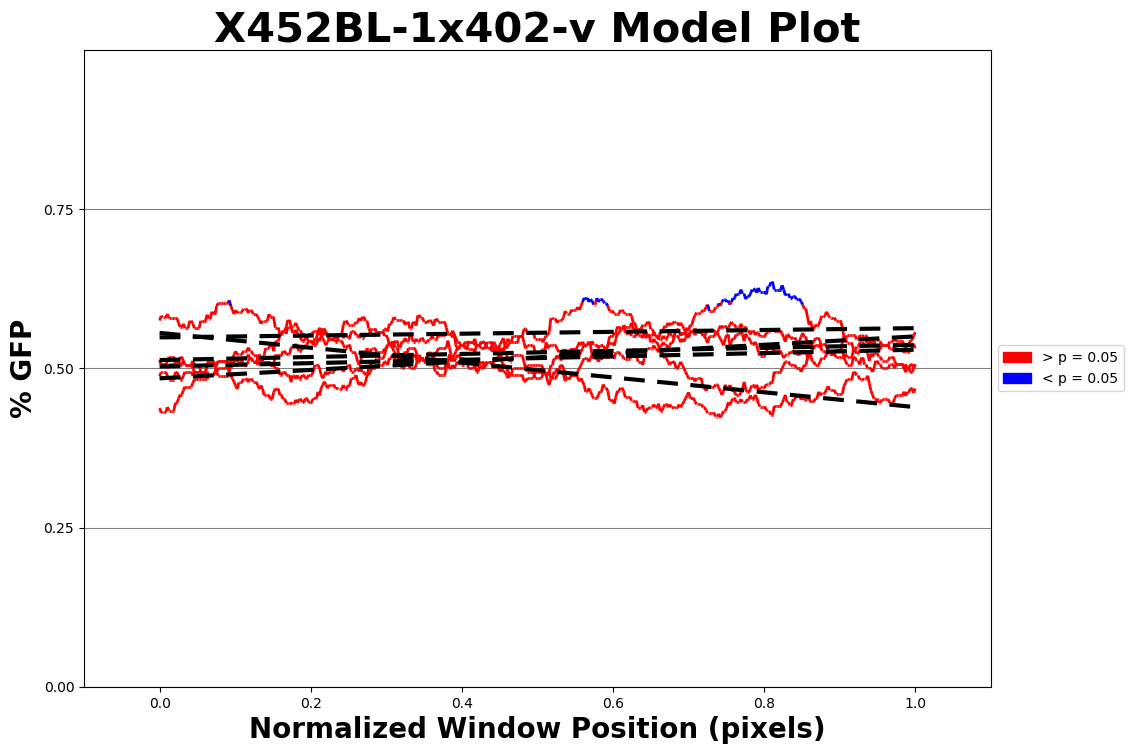 X452BL-1x402-v Model Plot
% GFP
0.75
0.50
0.25
0.00
0.0 0.2 0.4 0.6 0.8 1.0
Normalized Window Position (pixels)
> p = 0.05
< p = 0.05